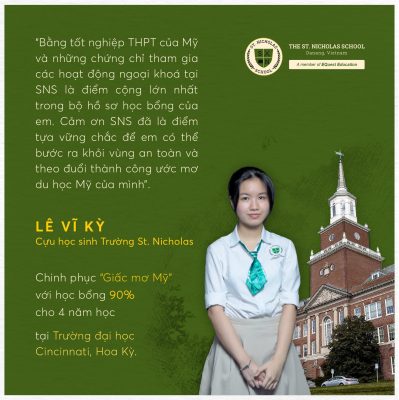 "Bằng tốt nghiệp THPT của Mỹ
và những chứng chỉ tham gia
các hoạt động ngoại khoá tại
SNS là điểm cộng lớn nhất
trong bộ hồ sơ học bổng của
em. Cảm ơn SNS đã là điểm
tựa vững chắc để em có thể
bước ra khỏi vùng an toàn và
theo đuổi thành công ước mơ
du học Mỹ của mình".
ST. NICHOLAS
SCHOOL
THE ST. NICHOLAS SCHOOL
Danang, Vietnam
A member of EQuest Education
LÊ VĨ KỲ
Cựu học sinh Trường St. Nicholas
Chinh phục "Giấc mơ Mỹ"
với học bổng 90%
cho 4 năm học
tại Trường đại học
Cincinnati, Hoa Kỳ.